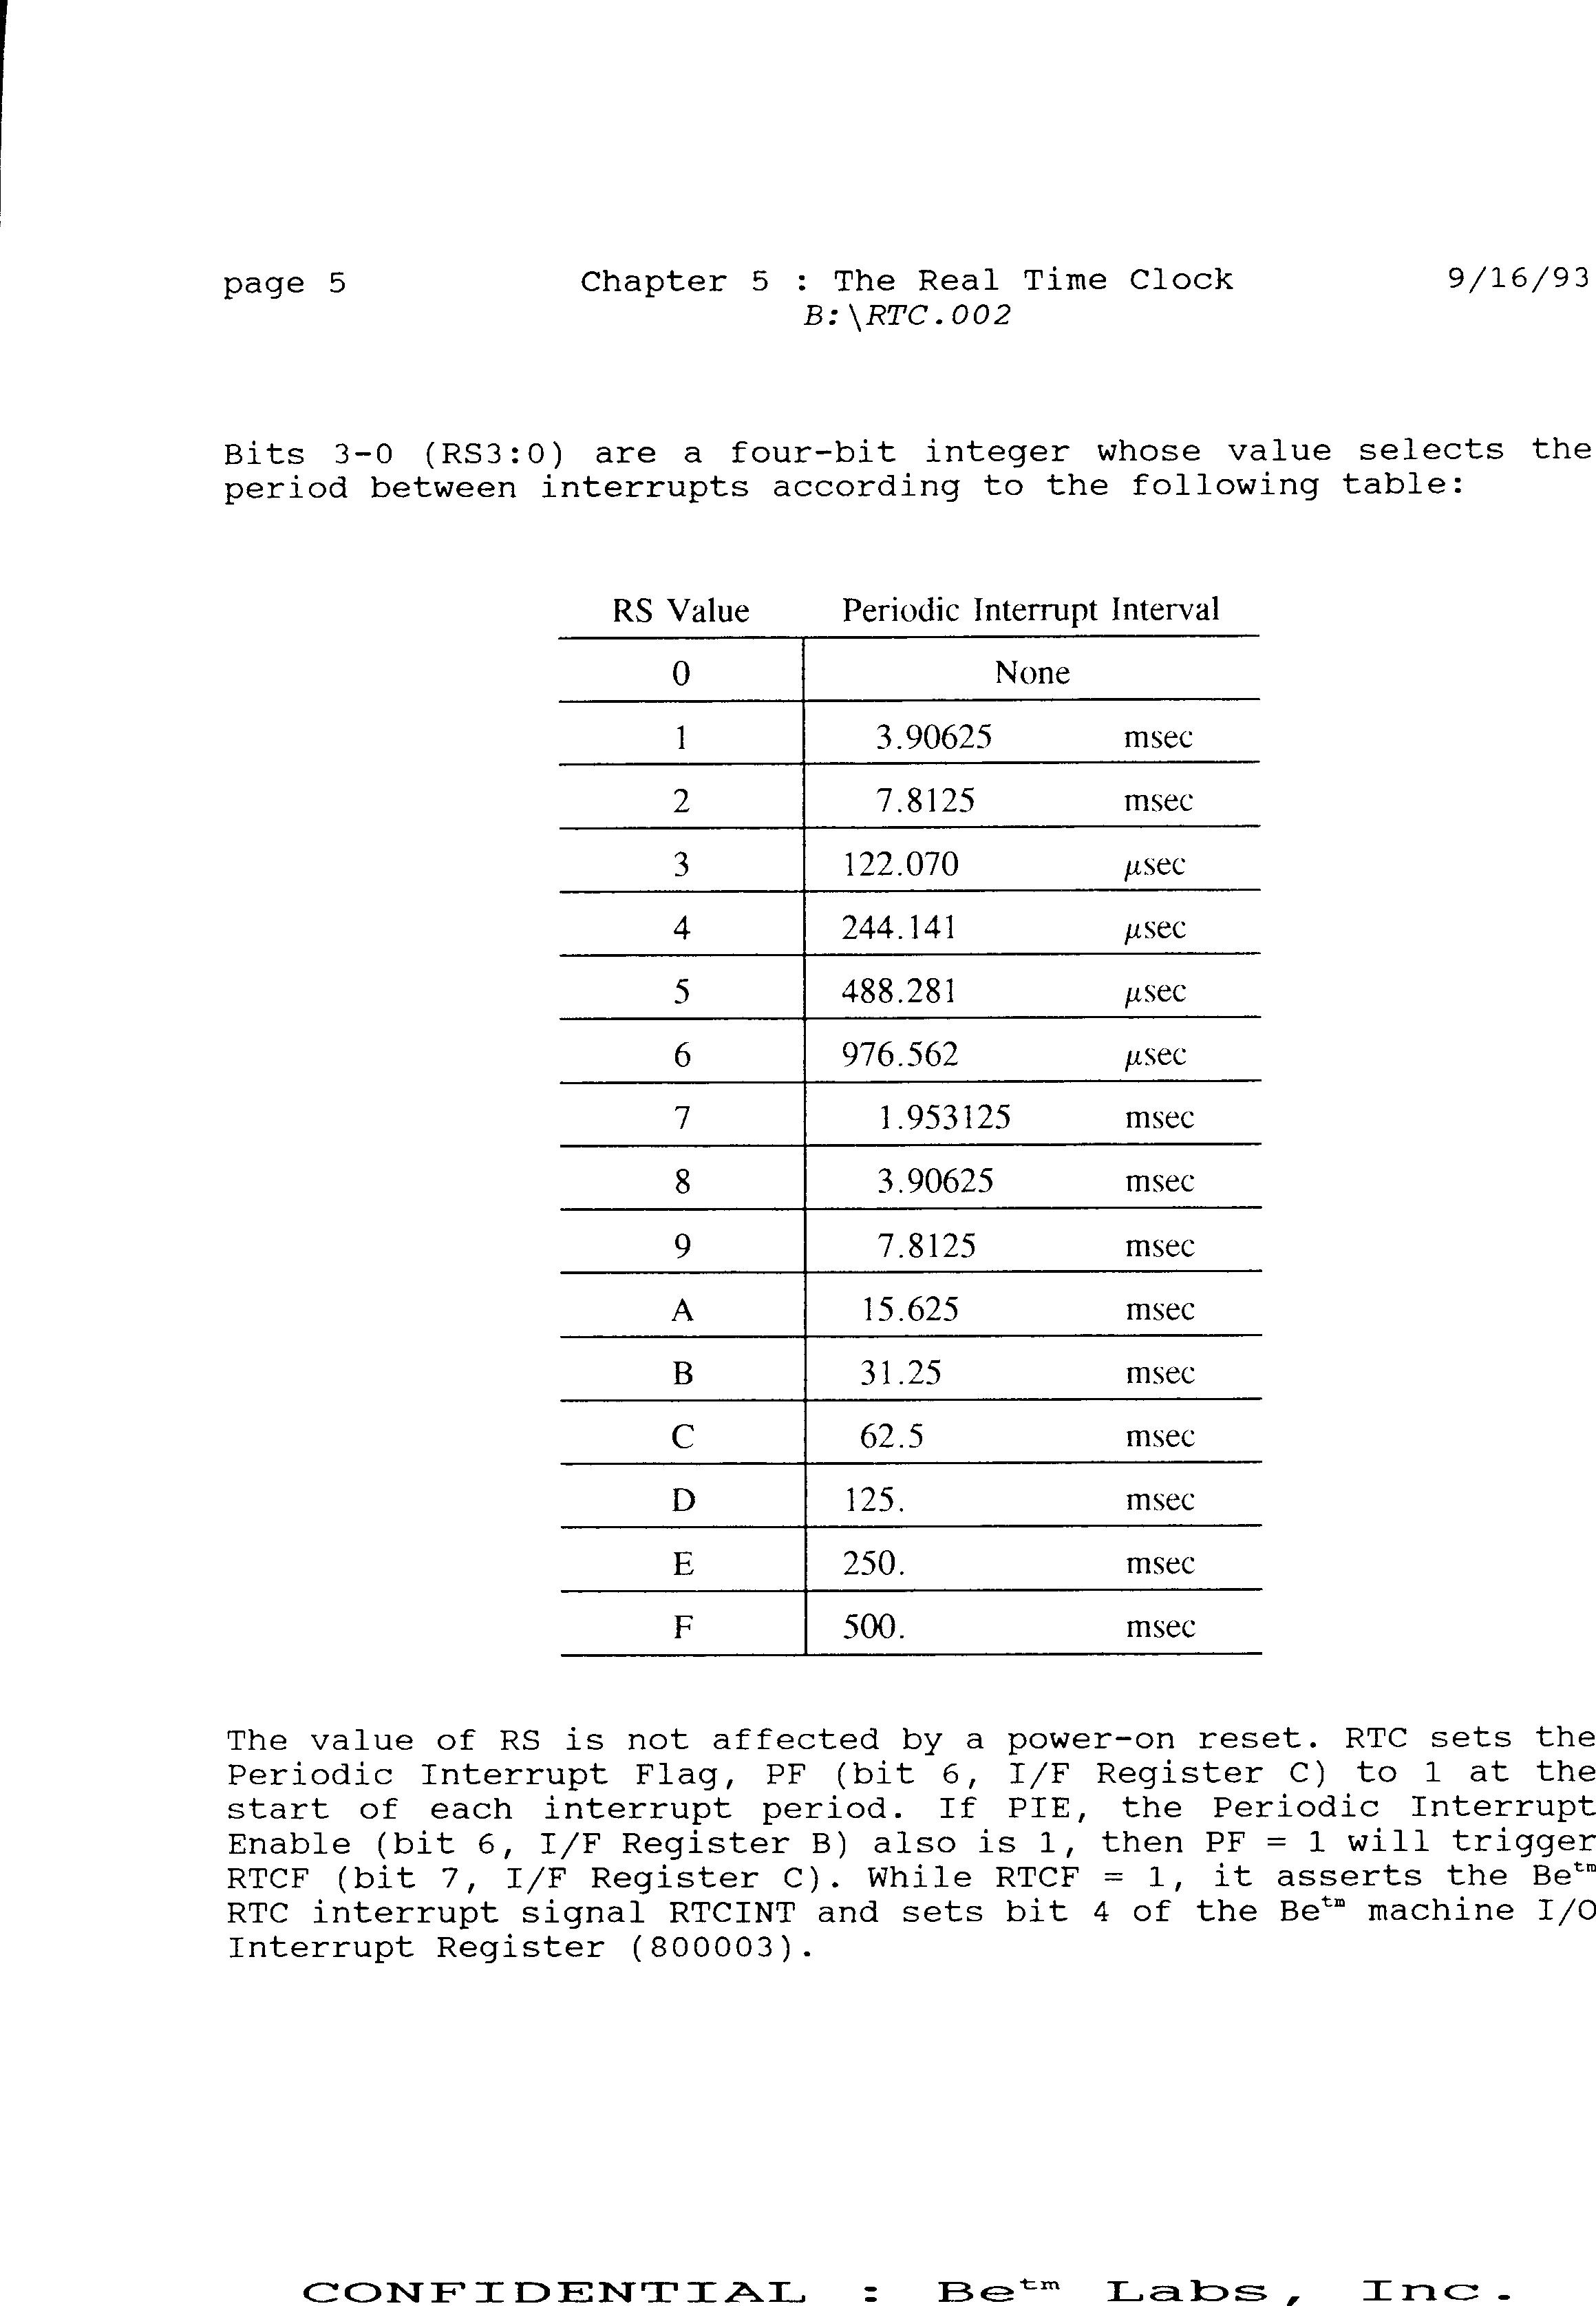 page 5 Chapter 5 : The Real Time Clock 9/16/93
B:\RTC.002
Bits 3-0 (RS3:0) are a four-bit integer whose value selects the
period between interrupts according to the following table:
RS Value Periodic Interrupt Interval
0 None
1 3.90625 msec
2 7.8125 msec
3 122.070 μsec
4 244.141 μsec
5 488.281 μsec
6 976.562 μsec
7 1.953125 msec
8 3.90625 msec
9 7.8125 msec
A 15.625 msec
B 31.25 msec
C 62.5 msec
D 125. msec
E 250. msec
F 500. msec
The value of RS is not affected by a power-on reset. RTC sets the
Periodic Interrupt Flag, PF (bit 6, I/F Register C) to 1 at the
start of each interrupt period. If PIE, the Periodic Interrupt
Enable (bit 6, I/F Register B) also is 1, then PF = 1 will trigger
RTCF (bit 7, I/F Register C). While RTCF = 1, it asserts the Be™
RTC interrupt signal RTCINT and sets bit 4 of the Be™ machine I/O
Interrupt Register (800003).
CONFIDENTIAL : Be™ Labs, Inc.